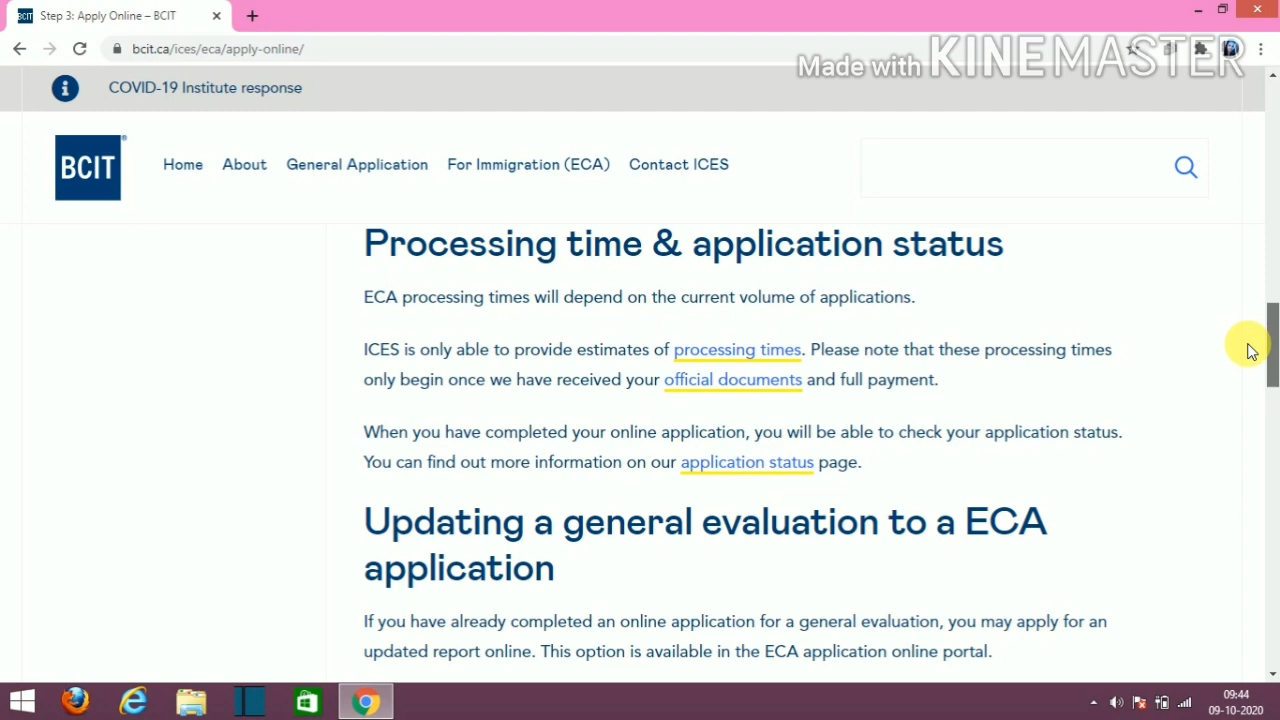 Step 3: Apply Online – BCIT
bcit.ca/ices/eca/apply-online/
Made with KINEMASTER
COVID-19 Institute response
BCIT®
Home About General Application For Immigration (ECA) Contact ICES
Processing time & application status
ECA processing times will depend on the current volume of applications.
ICES is only able to provide estimates of processing times. Please note that these processing times
only begin once we have received your official documents and full payment.
When you have completed your online application, you will be able to check your application status.
You can find out more information on our application status page.
Updating a general evaluation to a ECA
application
If you have already completed an online application for a general evaluation, you may apply for an
updated report online. This option is available in the ECA application online portal.
09:44
09-10-2020